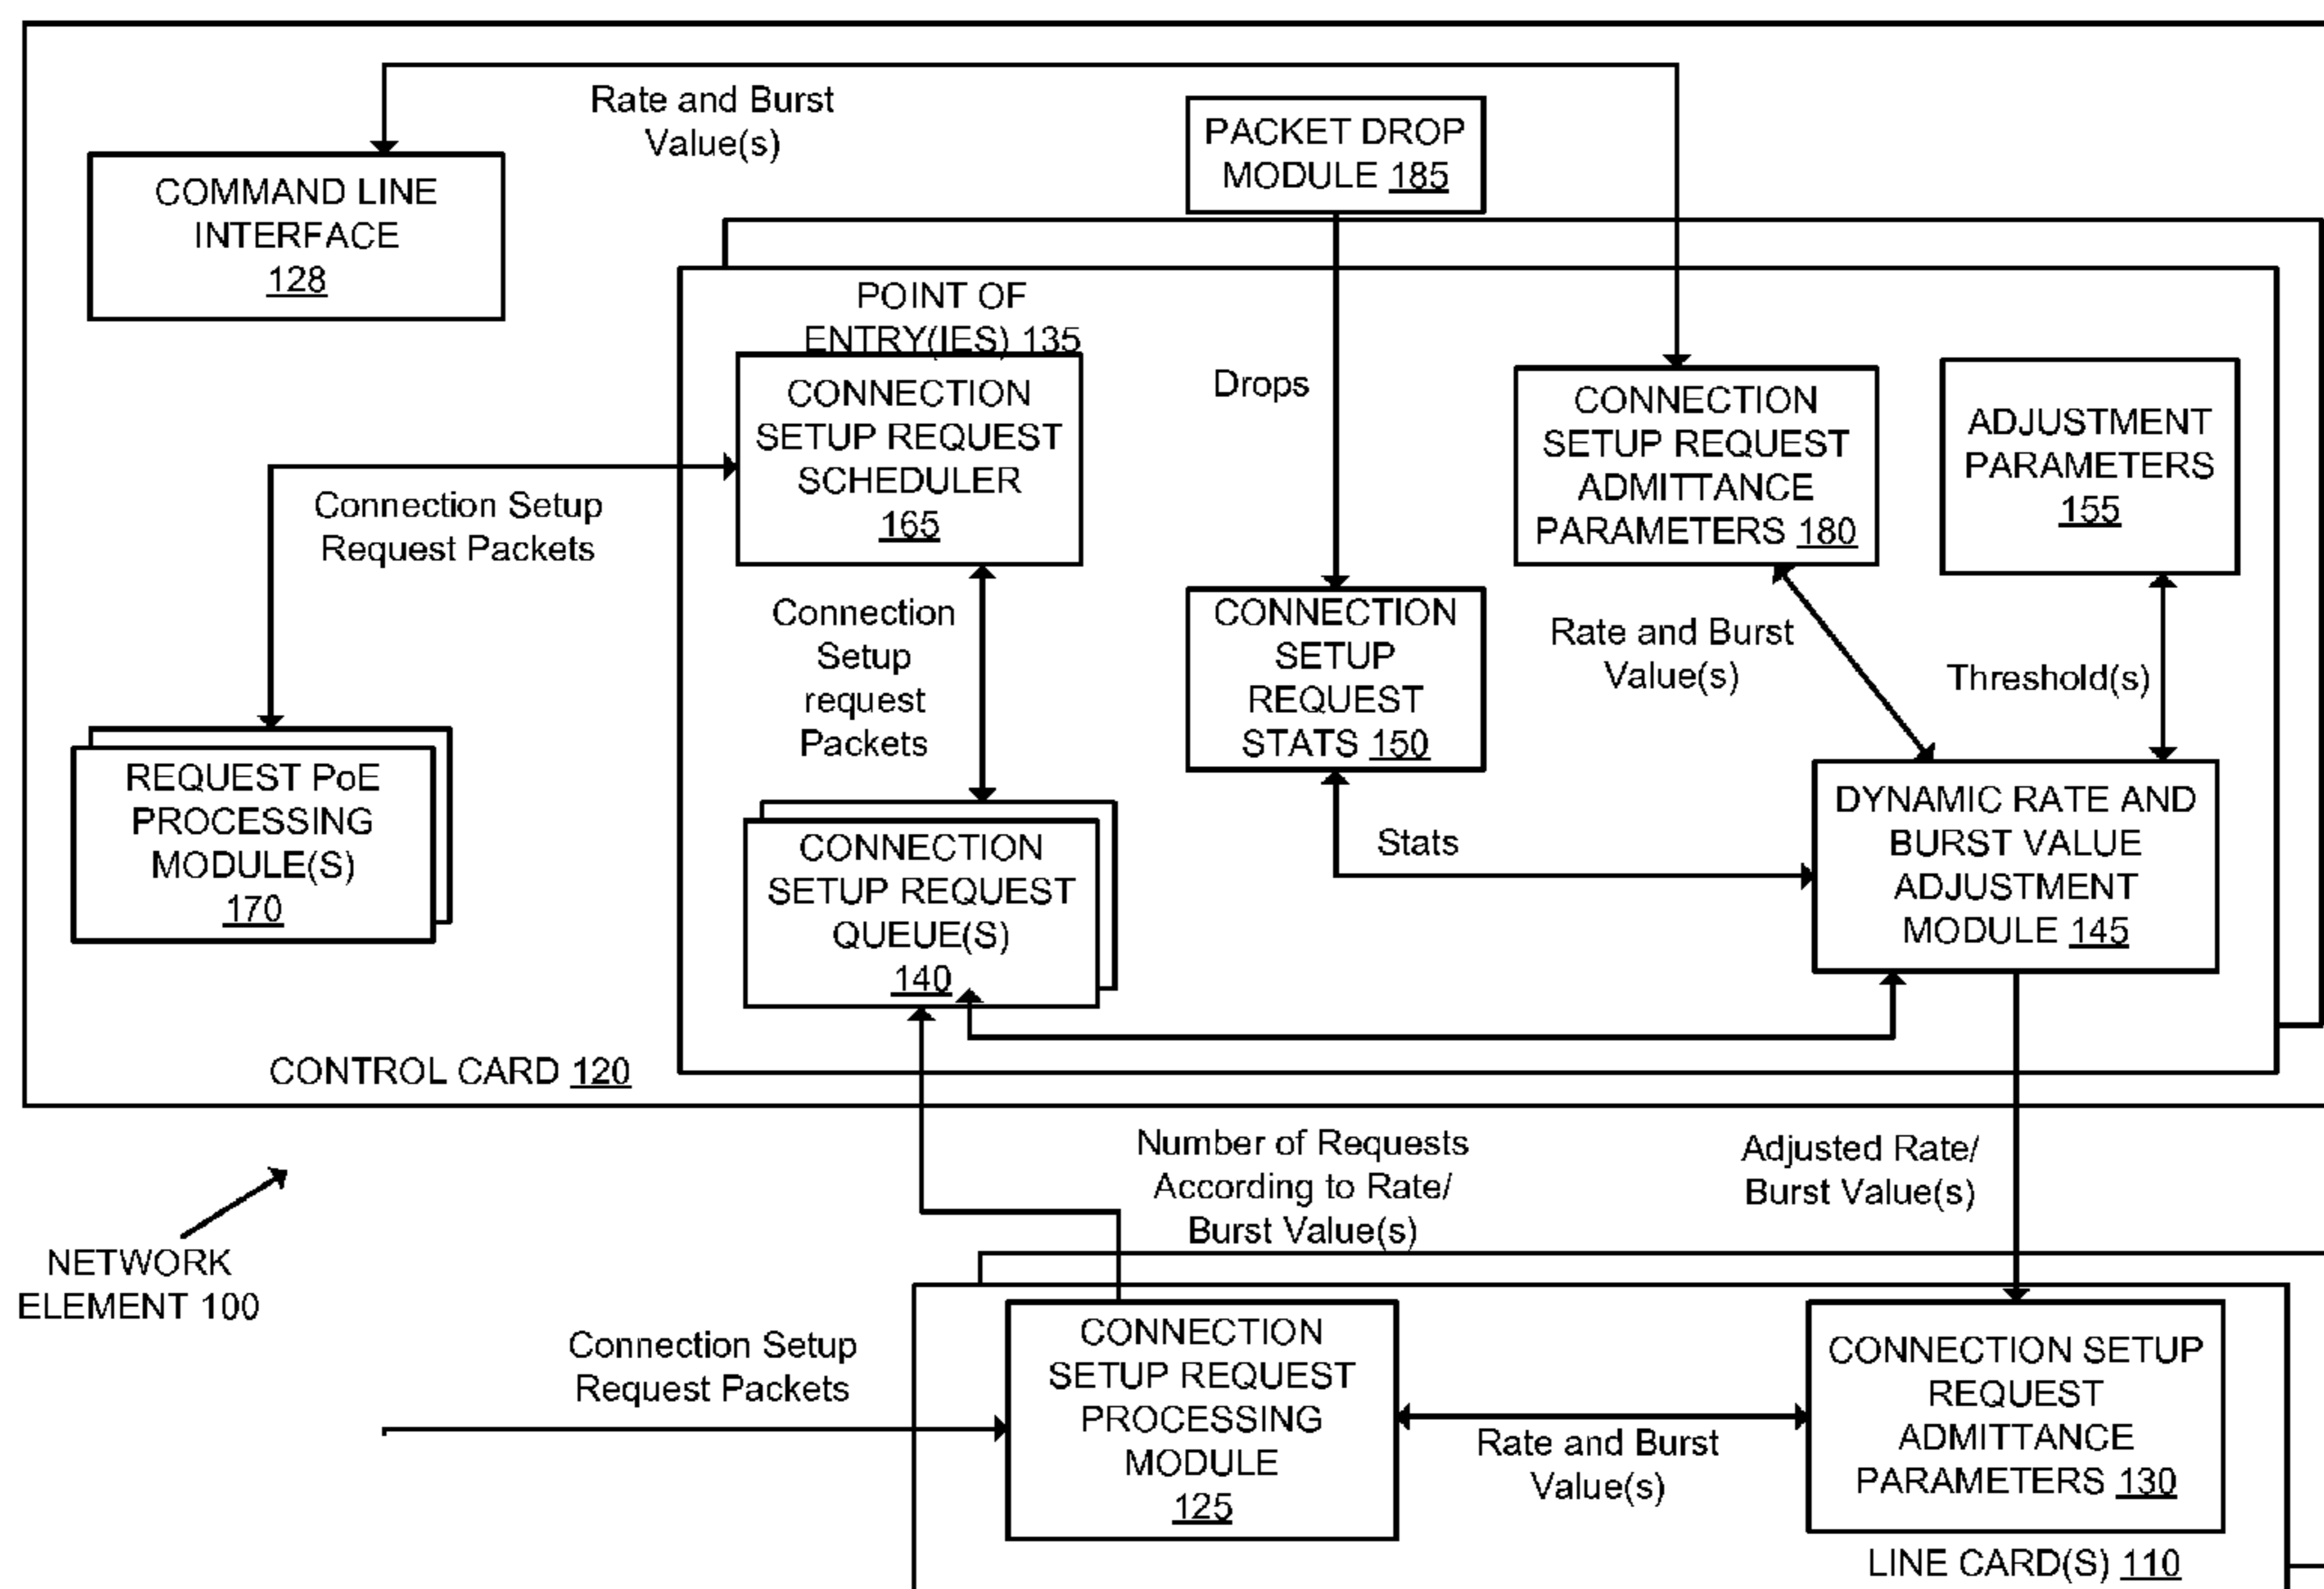 Rate and Burst
Value(s)
PACKET DROP
MODULE 185
COMMAND LINE
INTERFACE
128
POINT OF
ENTRY(IES) 135
CONNECTION
SETUP REQUEST
SCHEDULER
165
Drops
CONNECTION
SETUP REQUEST
ADMITTANCE
PARAMETERS 180
ADJUSTMENT
PARAMETERS
155
Connection Setup
Request Packets
Connection
Setup
request
Packets
CONNECTION
SETUP
REQUEST
STATS 150
Rate and Burst
Value(s)
Threshold(s)
REQUEST PoE
PROCESSING
MODULE(S)
170
CONNECTION
SETUP REQUEST
QUEUE(S)
140
Stats
DYNAMIC RATE AND
BURST VALUE
ADJUSTMENT
MODULE 145
CONTROL CARD 120
Number of Requests
According to Rate/
Burst Value(s)
Adjusted Rate/
Burst Value(s)
NETWORK
ELEMENT 100
Connection Setup
Request Packets
CONNECTION
SETUP REQUEST
PROCESSING
MODULE
125
Rate and Burst
Value(s)
CONNECTION SETUP
REQUEST
ADMITTANCE
PARAMETERS 130
LINE CARD(S) 110